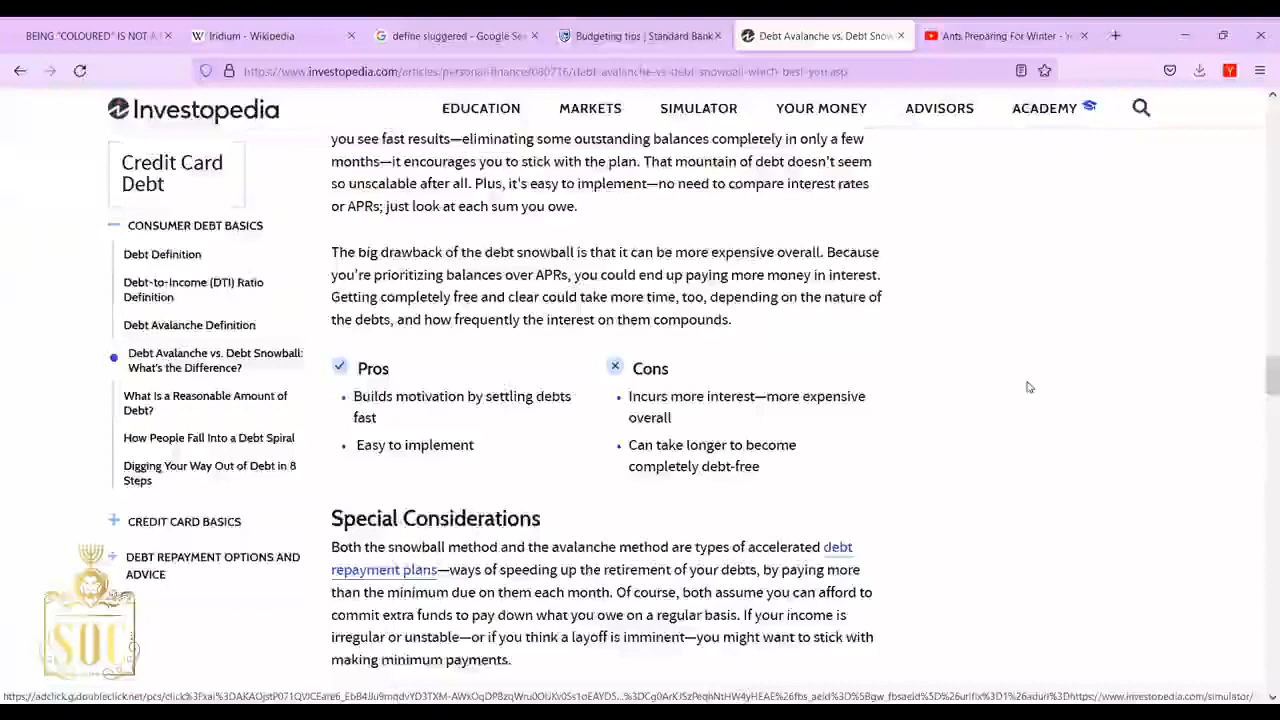 BEING "COLOURED" IS NOT A
Iridium - Wikipedia
define sluggered - Google Se
Budgeting tips | Standard Bank
Debt Avalanche vs. Debt Snow
Ants Preparing For Winter - Y
https://www.investopedia.com/articles/personal-finance/080716/debt-avalanche-vs-debt-snowball-which-best-you.asp
Investopedia
EDUCATION
MARKETS
SIMULATOR
YOUR MONEY
ADVISORS
ACADEMY
Credit Card
Debt
CONSUMER DEBT BASICS
Debt Definition
Debt-to-Income (DTI) Ratio
Definition
Debt Avalanche Definition
Debt Avalanche vs. Debt Snowball:
What's the Difference?
What Is a Reasonable Amount of
Debt?
How People Fall Into a Debt Spiral
Digging Your Way Out of Debt in 8
Steps
CREDIT CARD BASICS
DEBT REPAYMENT OPTIONS AND
ADVICE
you see fast results—eliminating some outstanding balances completely in only a few
months—it encourages you to stick with the plan. That mountain of debt doesn't seem
so unscalable after all. Plus, it's easy to implement—no need to compare interest rates
or APRs; just look at each sum you owe.
The big drawback of the debt snowball is that it can be more expensive overall. Because
you're prioritizing balances over APRs, you could end up paying more money in interest.
Getting completely free and clear could take more time, too, depending on the nature of
the debts, and how frequently the interest on them compounds.
Pros
• Builds motivation by settling debts
fast
• Easy to implement
Cons
• Incurs more interest—more expensive
overall
• Can take longer to become
completely debt-free
Special Considerations
Both the snowball method and the avalanche method are types of accelerated debt
repayment plans—ways of speeding up the retirement of your debts, by paying more
than the minimum due on them each month. Of course, both assume you can afford to
commit extra funds to pay down what you owe on a regular basis. If your income is
irregular or unstable—or if you think a layoff is imminent—you might want to stick with
making minimum payments.
SOC